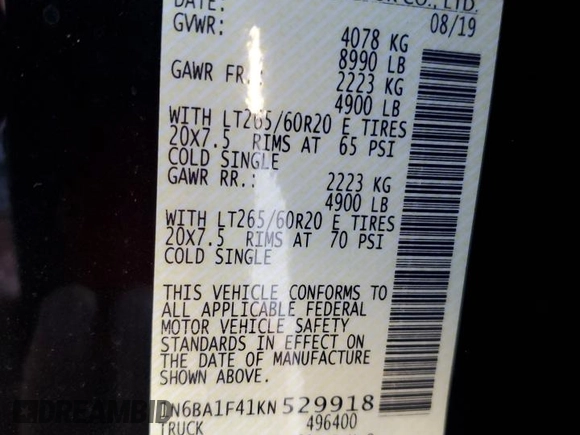 DATE:
CO., LTD.
08/19
GVWR:
4078 KG
8990 LB
GAWR FR.:
2223 KG
4900 LB
WITH LT265/60R20 E TIRES
20X7.5 RIMS AT 65 PSI
COLD SINGLE
GAWR RR.:
2223 KG
4900 LB
WITH LT265/60R20 E TIRES
20X7.5 RIMS AT 70 PSI
COLD SINGLE
THIS VEHICLE CONFORMS TO
ALL APPLICABLE FEDERAL
MOTOR VEHICLE SAFETY
STANDARDS IN EFFECT ON
THE DATE OF MANUFACTURE
SHOWN ABOVE.
1N6BA1F41KN529918
TRUCK 496400
DREAMBID